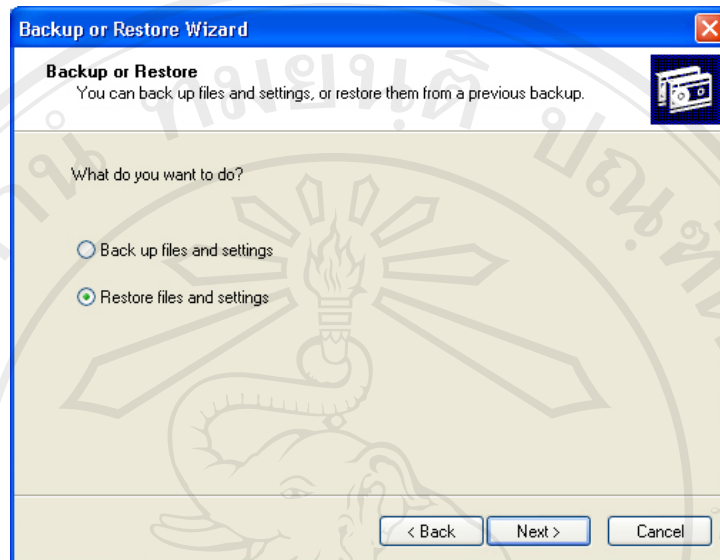 Backup or Restore Wizard
Backup or Restore
You can back up files and settings, or restore them from a previous backup.
What do you want to do?
Back up files and settings
Restore files and settings
< Back
Next >
Cancel